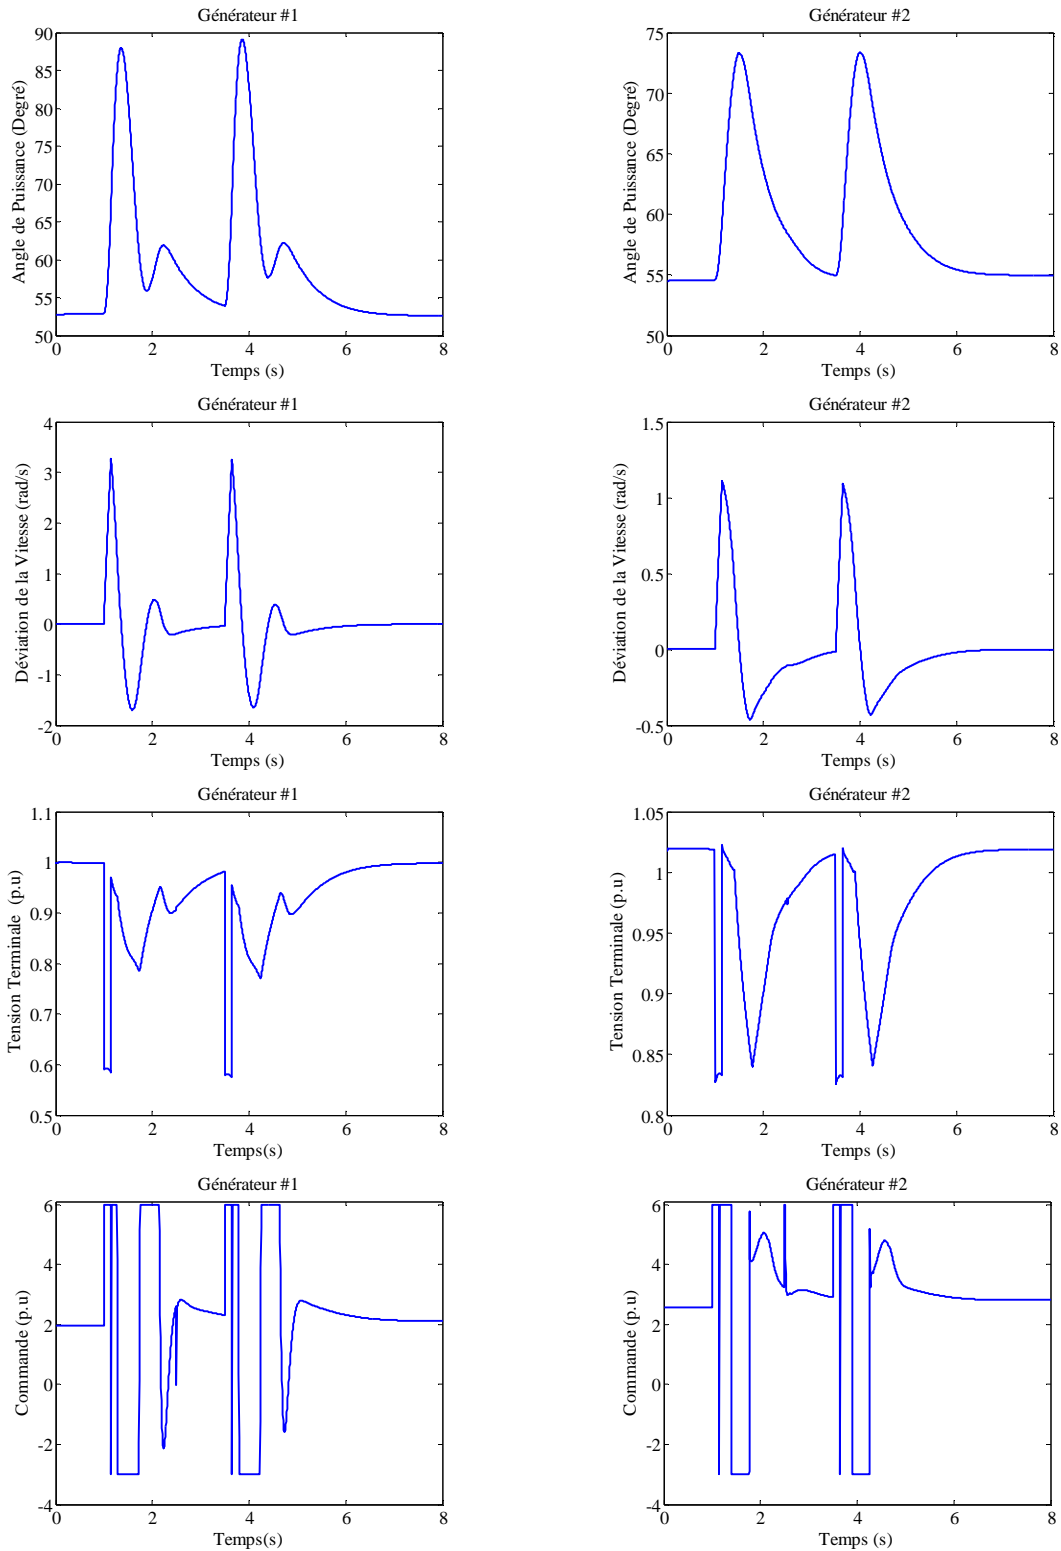 Générateur #1
Angle de Puissance (Degré)
90
85
80
75
70
65
60
55
50
0 2 4 6 8
Temps (s)
Générateur #2
Angle de Puissance (Degré)
75
70
65
60
55
50
0 2 4 6 8
Temps (s)
Générateur #1
Déviation de la Vitesse (rad/s)
4
3
2
1
0
-1
-2
0 2 4 6 8
Temps (s)
Générateur #2
Déviation de la Vitesse (rad/s)
1.5
1
0.5
0
-0.5
0 2 4 6 8
Temps (s)
Générateur #1
Tension Terminale (p.u)
1.1
1
0.9
0.8
0.7
0.6
0.5
0 2 4 6 8
Temps(s)
Générateur #2
Tension Terminale (p.u)
1.05
1
0.95
0.9
0.85
0.8
0 2 4 6 8
Temps (s)
Générateur #1
Commande (p.u)
6
4
2
0
-2
-4
0 2 4 6 8
Temps(s)
Générateur #2
Commande (p.u)
6
4
2
0
-2
-4
0 2 4 6 8
Temps (s)